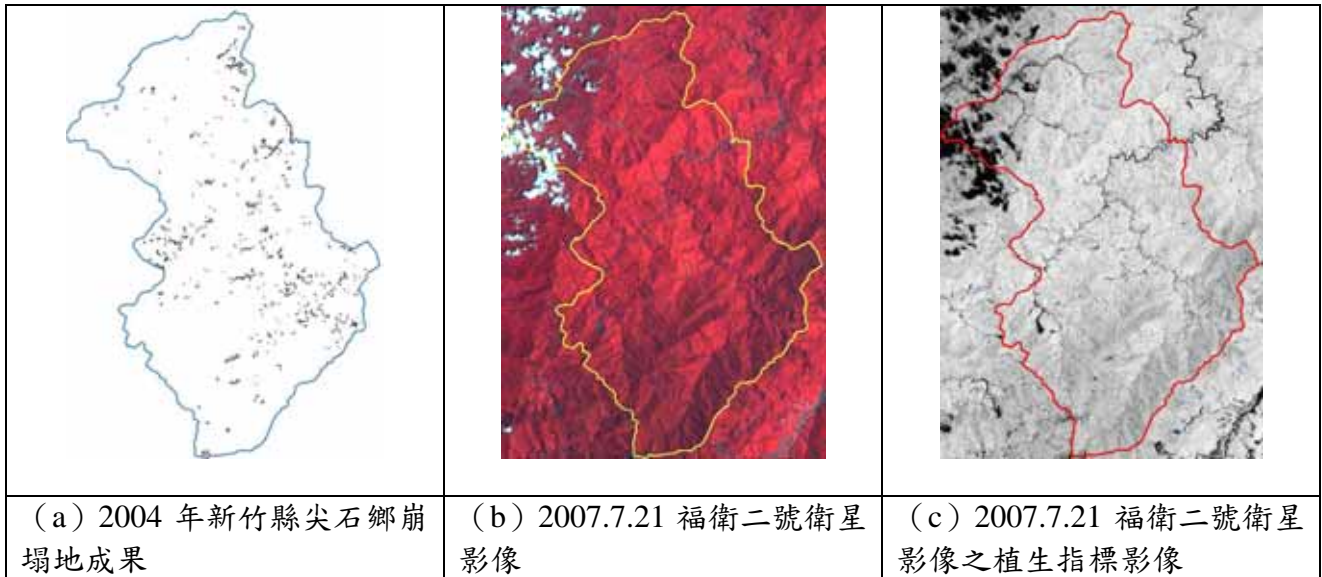 （a）2004 年新竹縣尖石鄉崩
塌地成果
（b）2007.7.21 福衛二號衛星
影像
（c）2007.7.21 福衛二號衛星
影像之植生指標影像